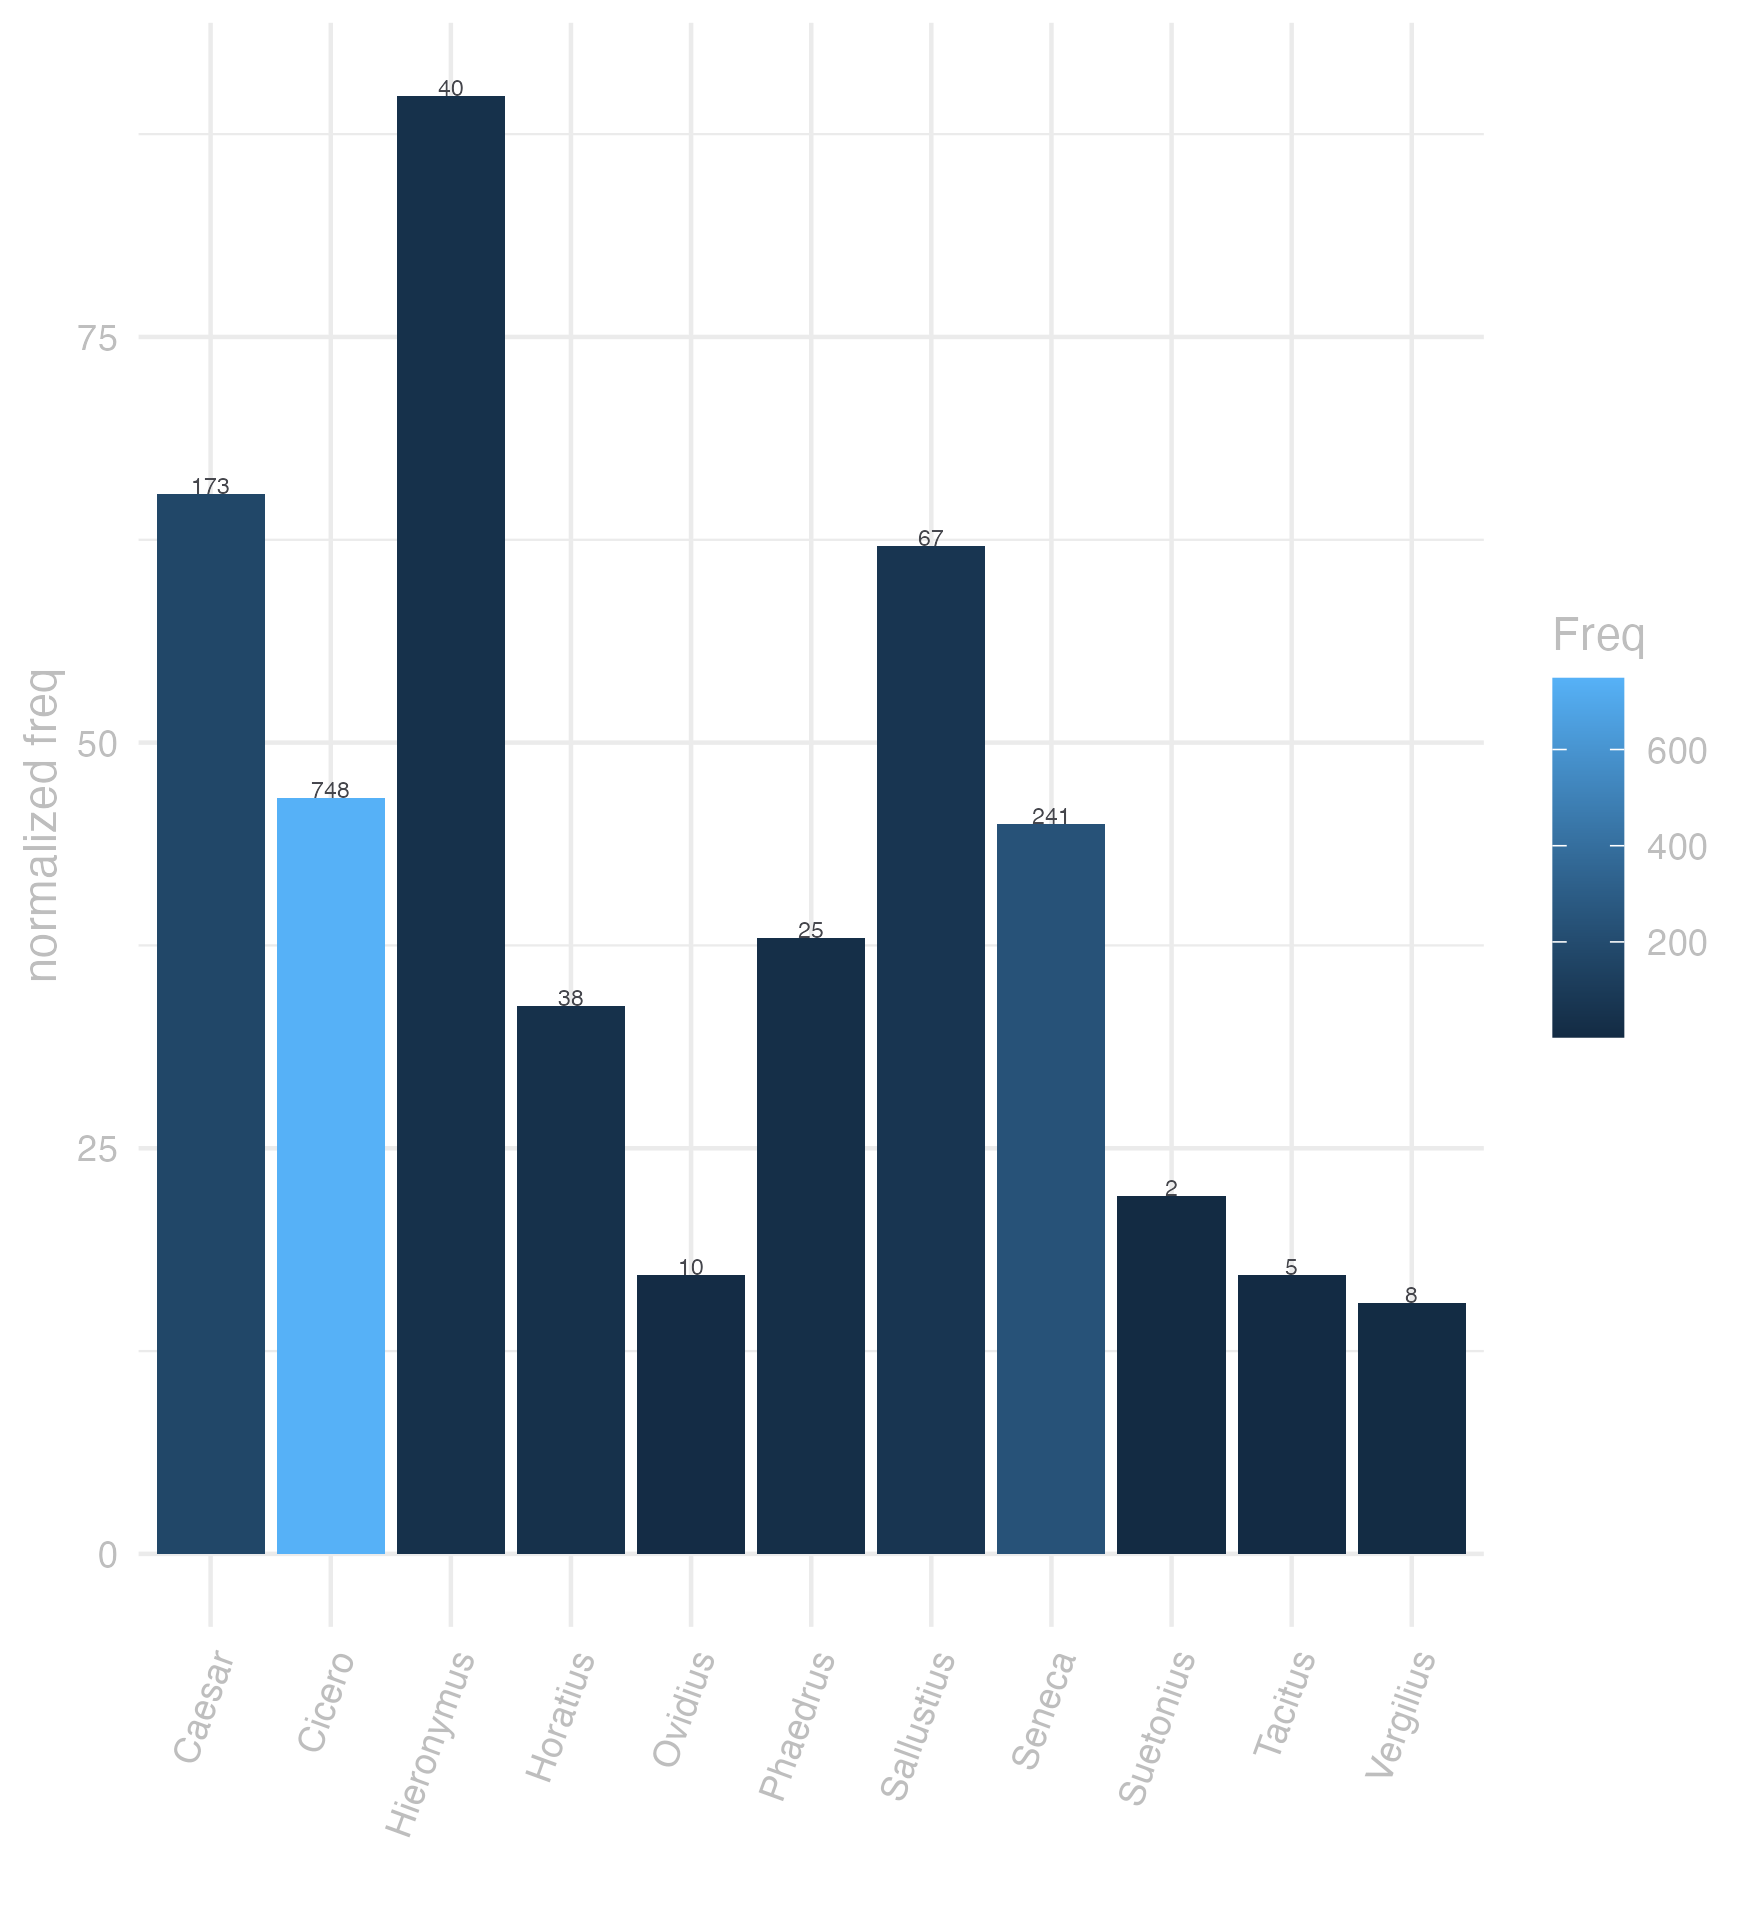 40
75
173
67
Freq
normalized freq
50
600
748
241
400
25
200
38
25
2
10
5
8
0
Caesar
Cicero
Hieronymus
Horatius
Ovidius
Phaedrus
Sallustius
Seneca
Suetonius
Tacitus
Vergilius